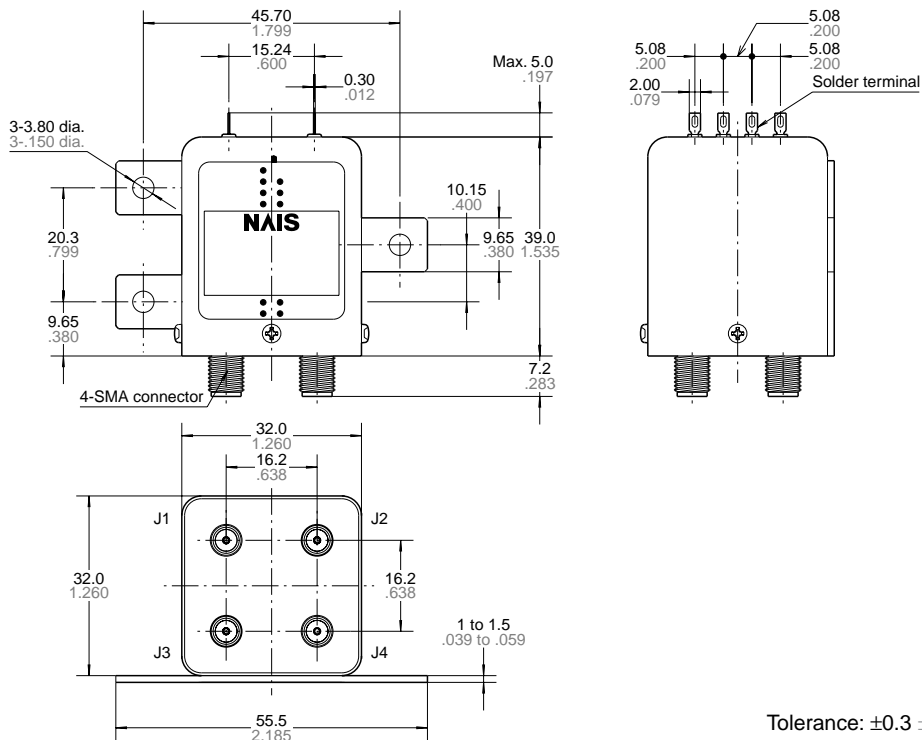 45.70
1.799
15.24
.600
0.30
.012
Max. 5.0
.197
3-3.80 dia.
3-.150 dia.
NAIS
20.3
.799
9.65
.380
10.15
.400
9.65
.380
39.0
1.535
7.2
.283
4-SMA connector
5.08
.200
5.08
.200
5.08
.200
2.00
.079
Solder terminal
32.0
1.260
16.2
.638
J1
J2
32.0
1.260
16.2
.638
J3
J4
1 to 1.5
.039 to .059
55.5
2.185
Tolerance: ±0.3